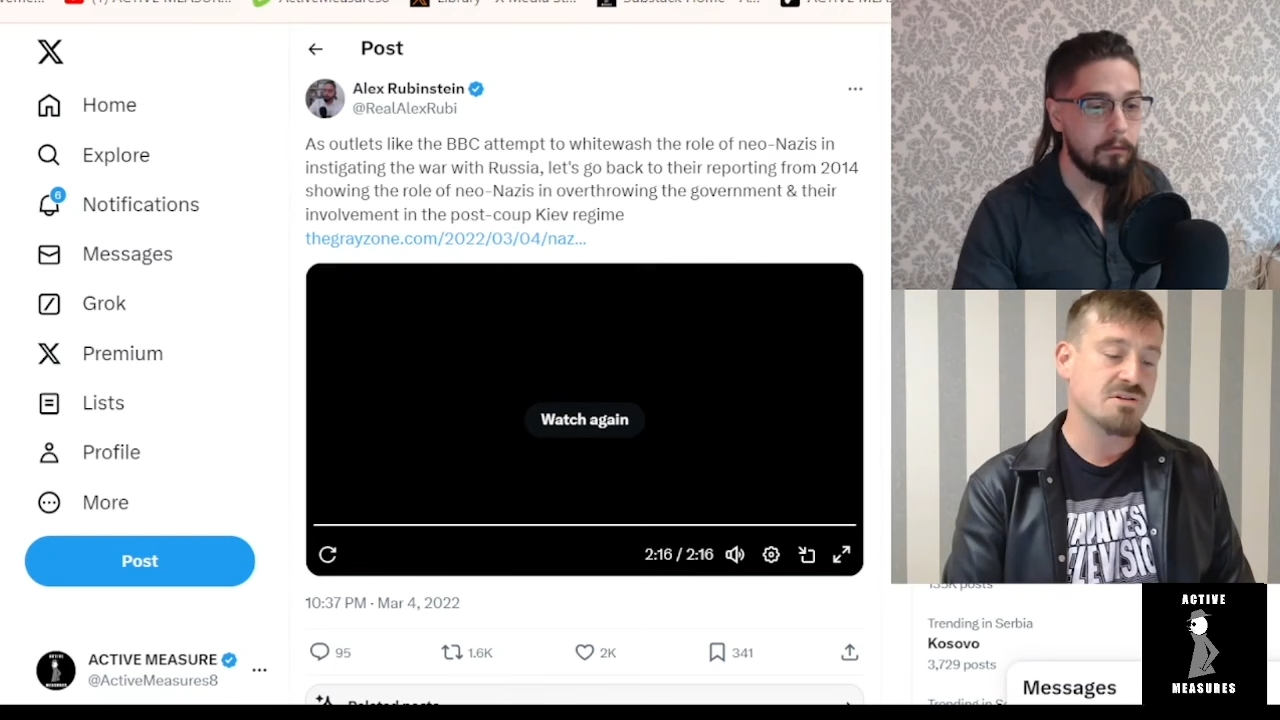 Post
Home
Explore
6
Notifications
Messages
Grok
Premium
Lists
Profile
More
Post
ACTIVE MEASURE
@ActiveMeasures8
Alex Rubinstein
@RealAlexRubi
As outlets like the BBC attempt to whitewash the role of neo-Nazis in
instigating the war with Russia, let's go back to their reporting from 2014
showing the role of neo-Nazis in overthrowing the government & their
involvement in the post-coup Kiev regime
thegrayzone.com/2022/03/04/naz...
Watch again
2:16 / 2:16
10:37 PM · Mar 4, 2022
95
1.6K
2K
341
Related posts
posts
Trending in Serbia
Kosovo
3,729 posts
Messages
ACTIVE
MEASURES